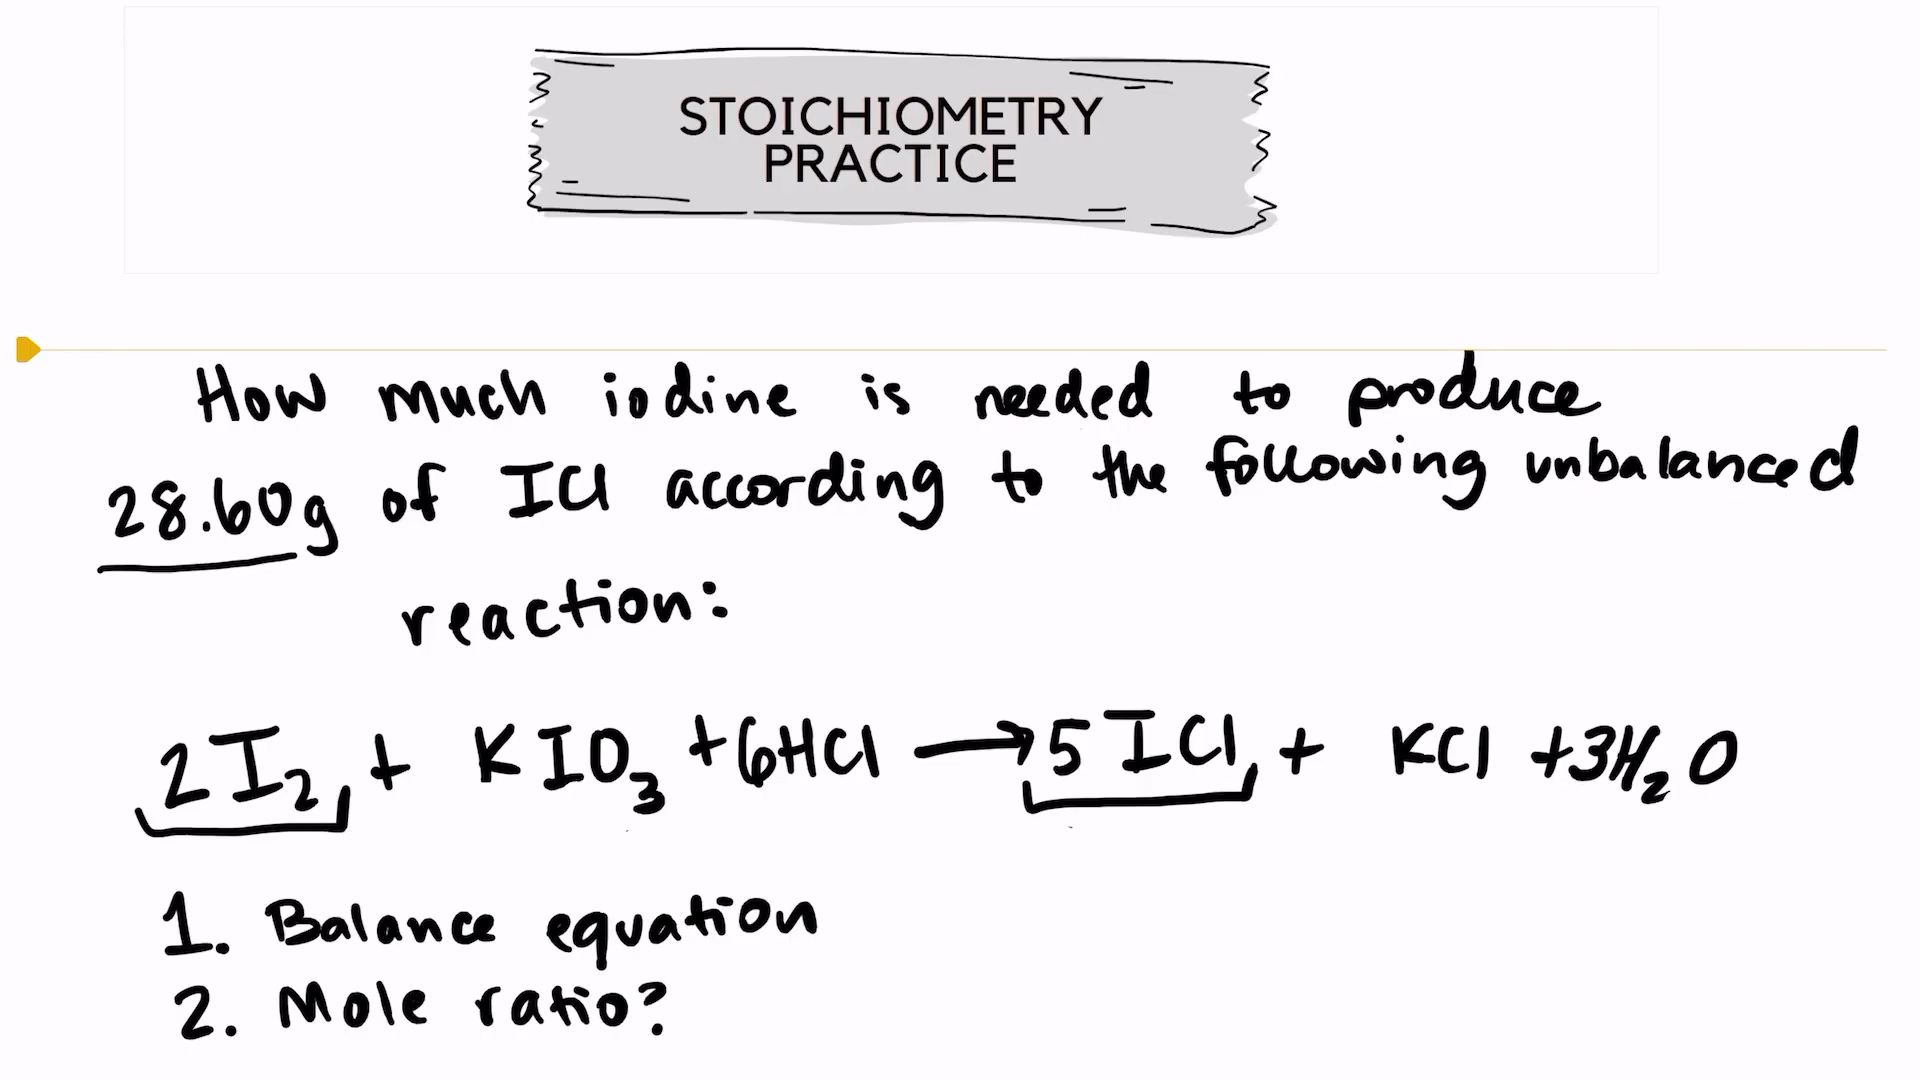 STOICHIOMETRY
PRACTICE
How much iodine is needed to produce
28.60g of ICl according to the following unbalanced
reaction:
2I₂ + KIO₃ +6HCl → 5ICl + KCl +3H₂O
1. Balance equation
2. Mole ratio?